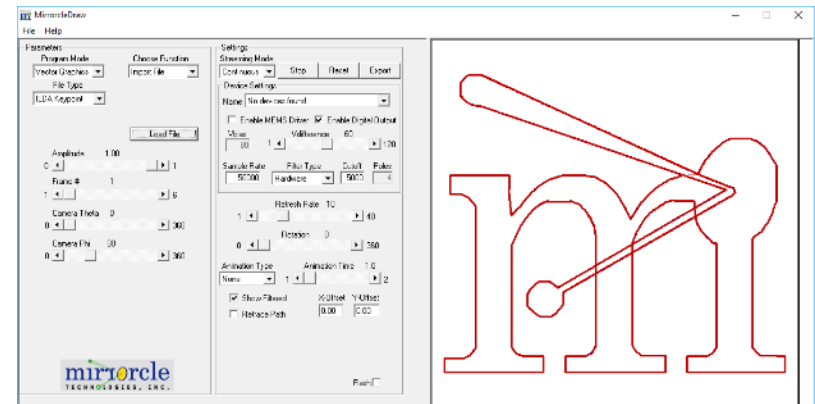 MirrorcleDraw
File Help
Parameters
Program Mode Choose Function
Vector Graphics Import File
File Type
ILDA Keypoint
Load File
Amplitude 1.00
0 1
Frame # 1
1 6
Camera Theta 0
0 360
Camera Phi 90
0 360
mirrorcle
TECHNOLOGIES, INC.
Settings
Streaming Mode
Continuous Stop Reset Export
Device Settings
Name No devices found
Enable MEMS Driver Enable Digital Output
Vbias Vdifference 60
80 1 120
Sample Rate Filter Type Cutoff Poles
50000 Hardware 5000 4
Refresh Rate 10
1 40
Rotation 0
0 360
Animation Type Animation Time 1.0
None 1 2
Show Filtered X-Offset Y-Offset
Retrace Path 0.00 0.00
Flash